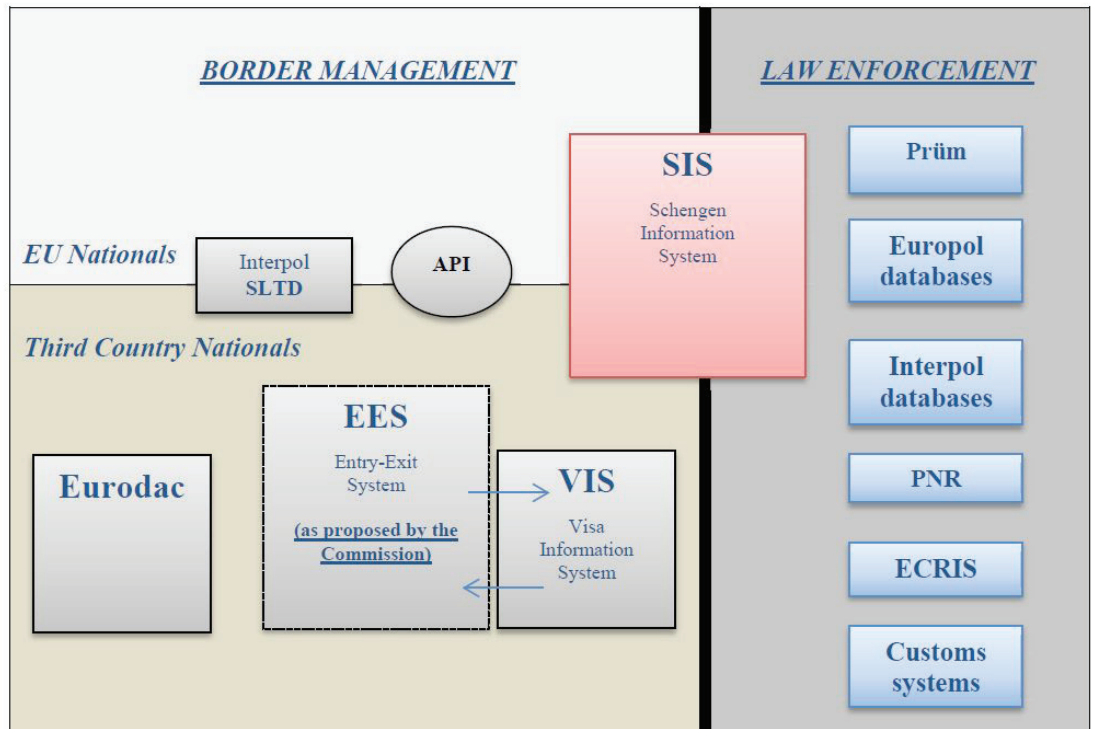 BORDER MANAGEMENT
LAW ENFORCEMENT
EU Nationals
Interpol
SLTD
API
SIS
Schengen
Information
System
Third Country Nationals
Eurodac
EES
Entry-Exit
System
(as proposed by the
Commission)
VIS
Visa
Information
System
Prüm
Europol
databases
Interpol
databases
PNR
ECRIS
Customs
systems